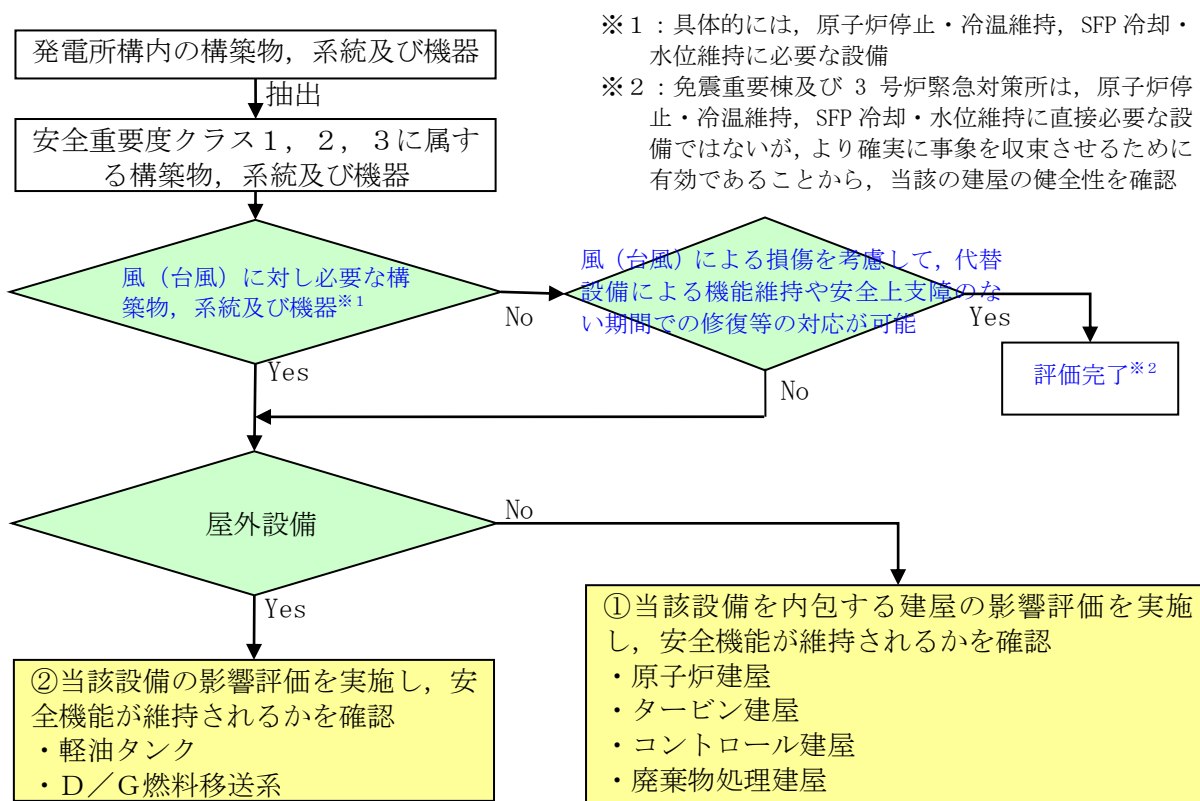 発電所構内の構築物，系統及び機器
抽出
安全重要度クラス１，２，３に属す
る構築物，系統及び機器
※１：具体的には，原子炉停止・冷温維持，SFP 冷却・
水位維持に必要な設備
※２：免震重要棟及び 3 号炉緊急対策所は，原子炉停
止・冷温維持，SFP 冷却・水位維持に直接必要な設
備ではないが，より確実に事象を収束させるために
有効であることから，当該の建屋の健全性を確認
風（台風）に対し必要な構
築物，系統及び機器※１
No
Yes
風（台風）による損傷を考慮して，代替
設備による機能維持や安全上支障のな
い期間での修復等の対応が可能
Yes
No
評価完了※２
屋外設備
No
Yes
①当該設備を内包する建屋の影響評価を実施
し，安全機能が維持されるかを確認
・原子炉建屋
・タービン建屋
・コントロール建屋
・廃棄物処理建屋
②当該設備の影響評価を実施し，安
全機能が維持されるかを確認
・軽油タンク
・Ｄ／Ｇ燃料移送系